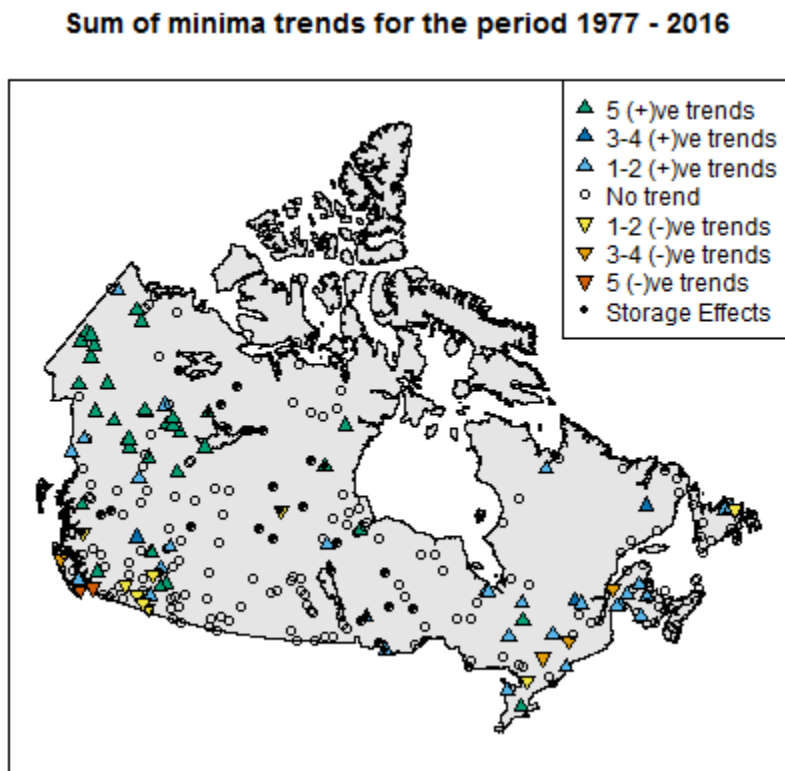 Sum of minima trends for the period 1977 - 2016
5 (+)ve trends
3-4 (+)ve trends
1-2 (+)ve trends
No trend
1-2 (-)ve trends
3-4 (-)ve trends
5 (-)ve trends
Storage Effects